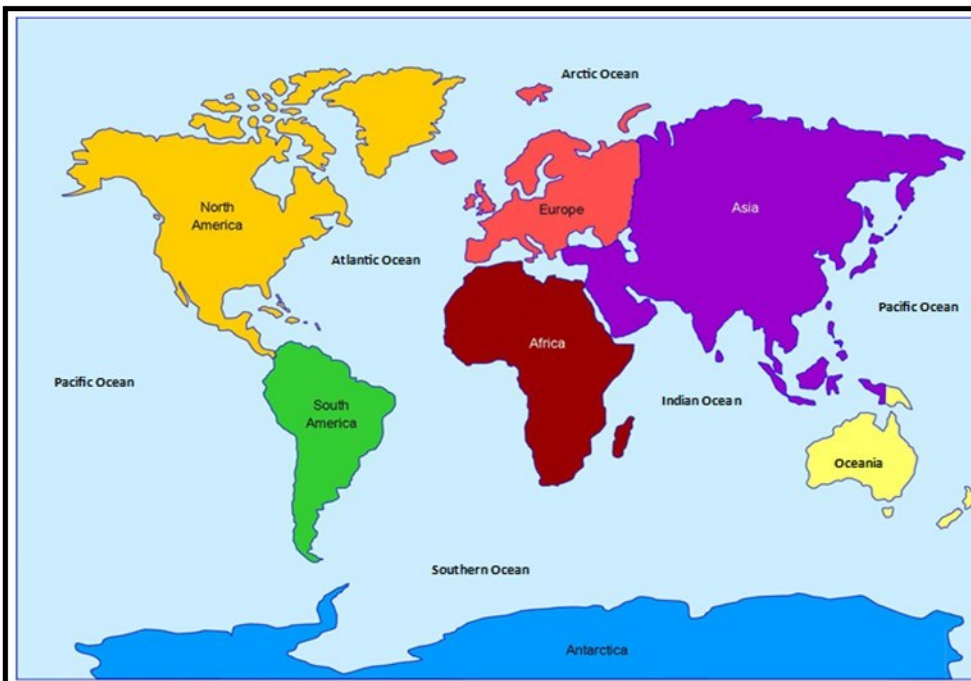 Arctic Ocean
North
America
Europe
Asia
Atlantic Ocean
Pacific Ocean
Africa
Pacific Ocean
Indian Ocean
South
America
Oceania
Southern Ocean
Antarctica